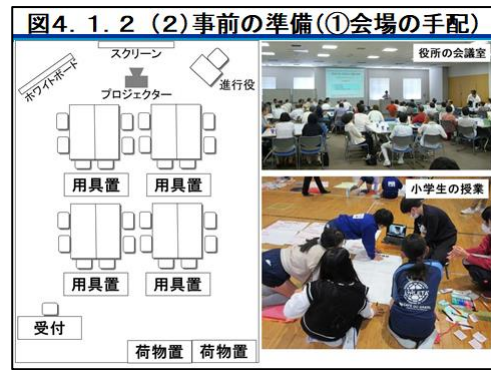 図4.1.2 (2)事前の準備(①会場の手配)
スクリーン
ホワイトボード
プロジェクター
進行役
用具置
用具置
用具置
用具置
受付
荷物置
荷物置
役所の会議室
小学生の授業